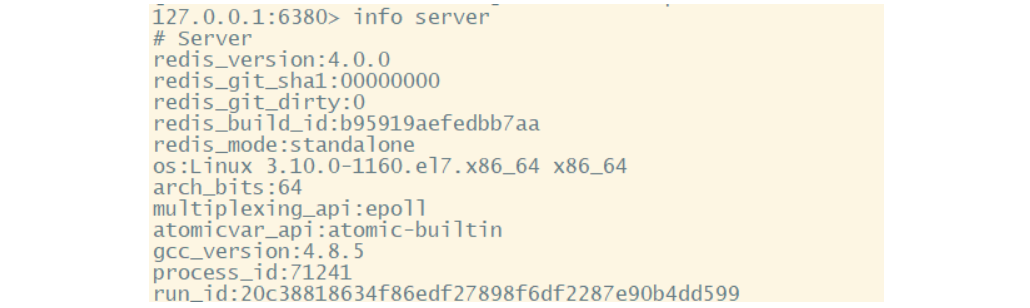 127.0.0.1:6380> info server
# Server
redis_version:4.0.0
redis_git_sha1:00000000
redis_git_dirty:0
redis_build_id:b95919aefedbb7aa
redis_mode:standalone
os:Linux 3.10.0-1160.el7.x86_64 x86_64
arch_bits:64
multiplexing_api:epoll
atomicvar_api:atomic-builtin
gcc_version:4.8.5
process_id:71241
run_id:20c38818634f86edf27898f6df2287e90b4dd599